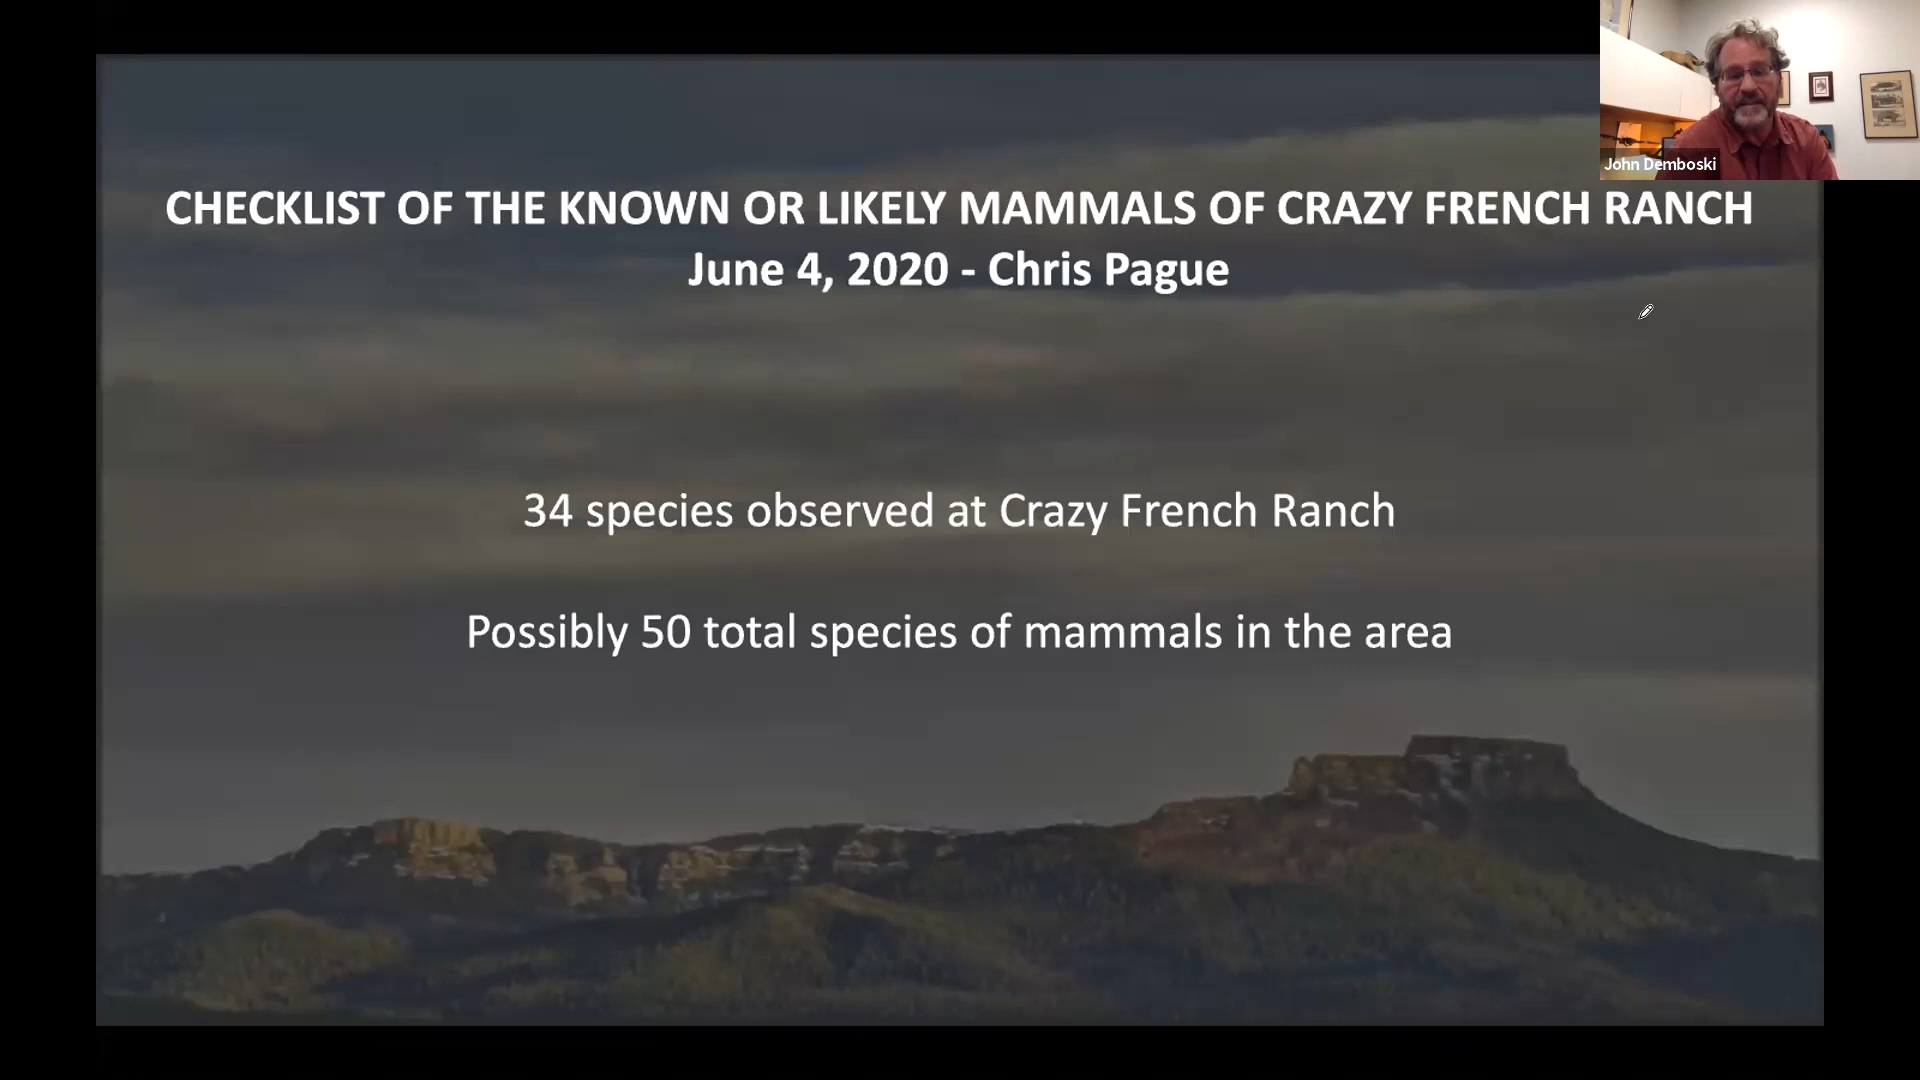 John Demboski
CHECKLIST OF THE KNOWN OR LIKELY MAMMALS OF CRAZY FRENCH RANCH
June 4, 2020 - Chris Pague
34 species observed at Crazy French Ranch
Possibly 50 total species of mammals in the area